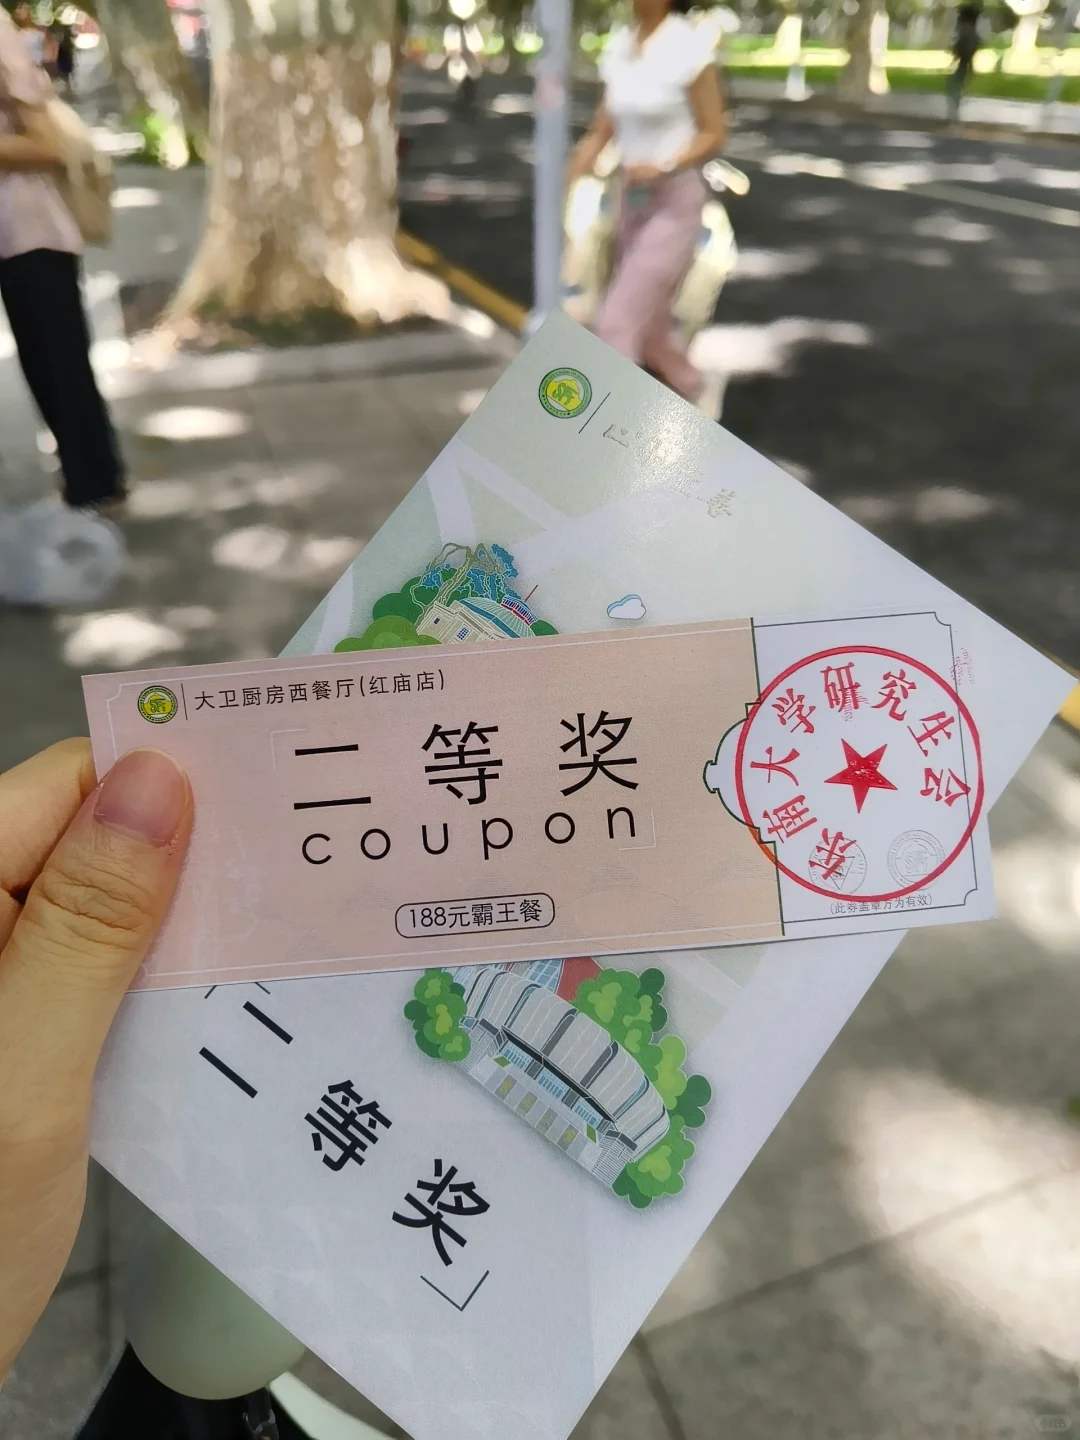 大卫厨房西餐厅(红庙店)
二等奖
coupon
188元霸王餐
东南大学研究生会
(此券盖章方为有效)
二等奖